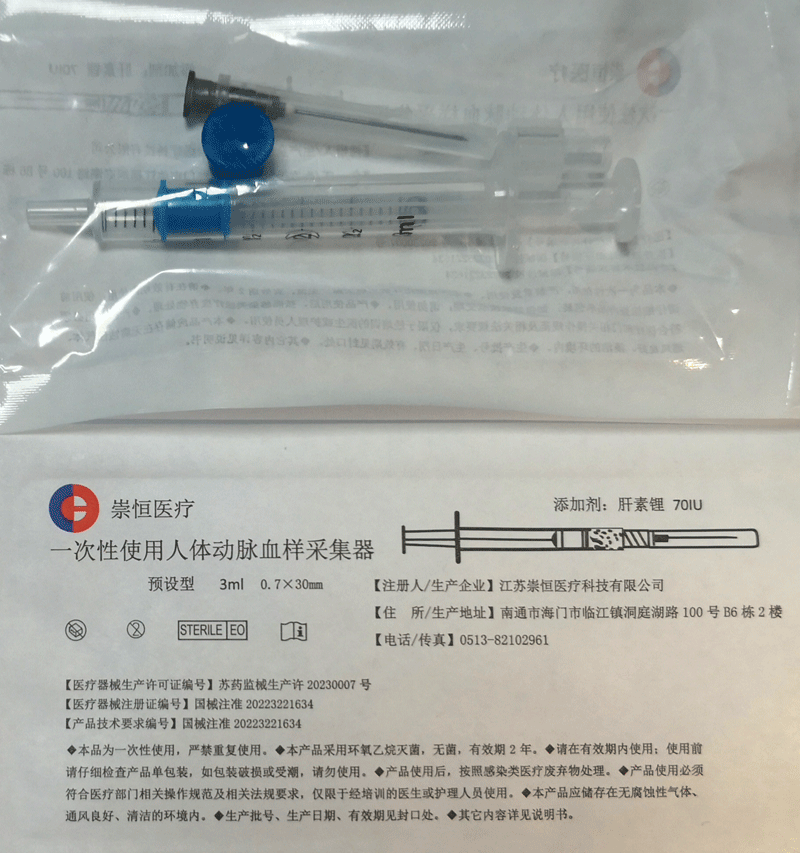 崇恒医疗
添加剂：肝素锂 70IU
一次性使用人体动脉血样采集器
预设型 3ml 0.7×30mm
【注册人/生产企业】江苏崇恒医疗科技有限公司
【住 所/生产地址】南通市海门市临江镇洞庭湖路 100 号 B6 栋 2 楼
STERILE EO
【电话/传真】0513-82102961
【医疗器械生产许可证编号】苏药监械生产许 20230007 号
【医疗器械注册证编号】国械注准 20223221634
【产品技术要求编号】国械注准 20223221634
◆本品为一次性使用，严禁重复使用。◆本产品采用环氧乙烷灭菌，无菌，有效期 2 年。◆请在有效期内使用；使用前
请仔细检查产品单包装，如包装破损或受潮，请勿使用。◆产品使用后，按照感染类医疗废弃物处理。◆产品使用必须
符合医疗部门相关操作规范及相关法规要求，仅限于经培训的医生或护理人员使用。◆本产品应储存在无腐蚀性气体、
通风良好、清洁的环境内。◆生产批号、生产日期、有效期见封口处。◆其它内容详见说明书。